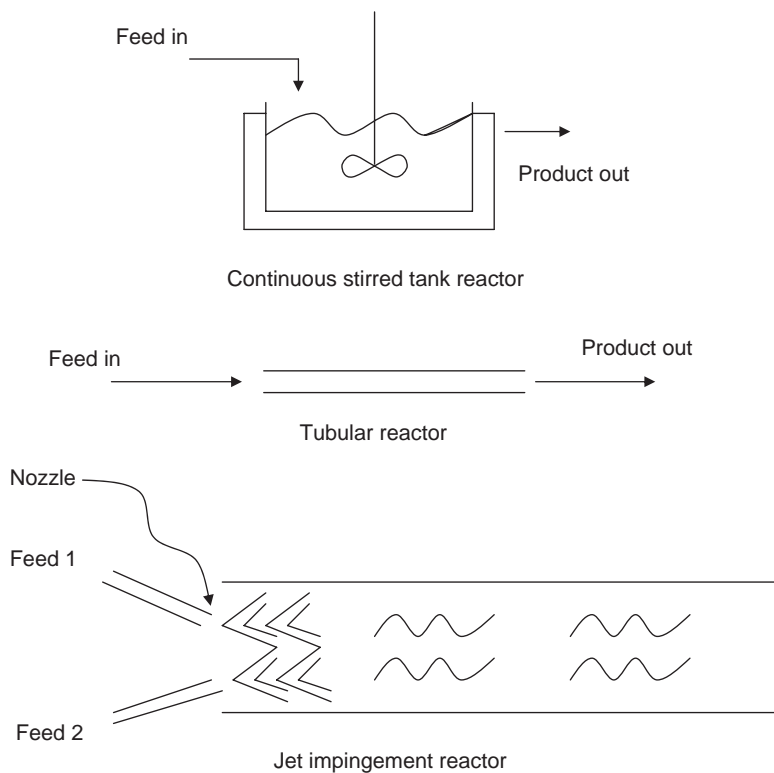 Feed in
Product out
Continuous stirred tank reactor
Feed in
Product out
Tubular reactor
Nozzle
Feed 1
Feed 2
Jet impingement reactor